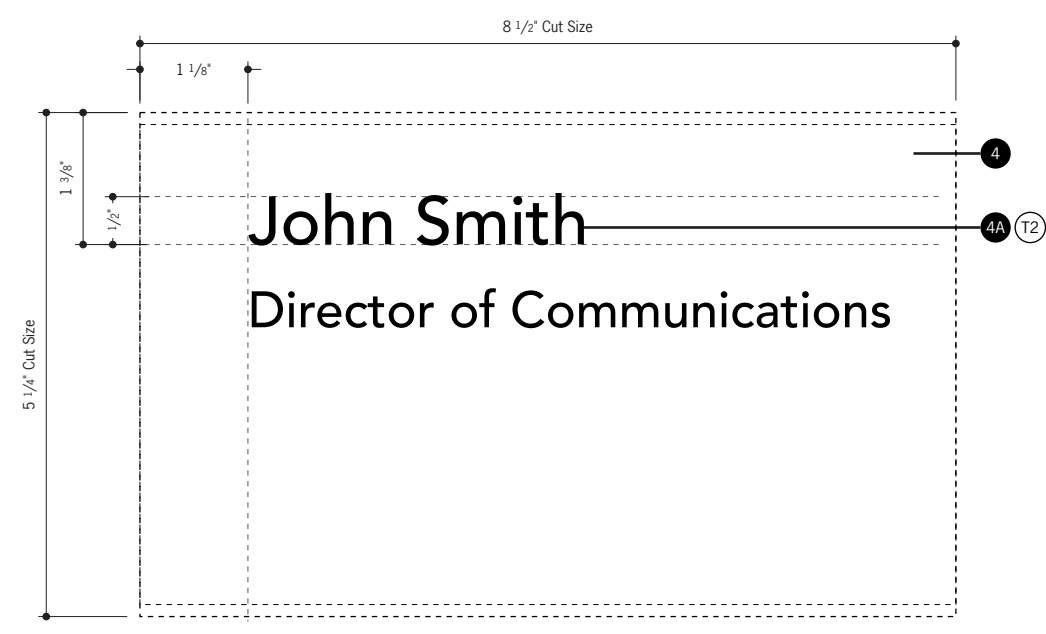 8 1/2" Cut Size
1 1/8"
4
1 3/8"
1/2"
John Smith
4A T2
Director of Communications
5 1/4" Cut Size